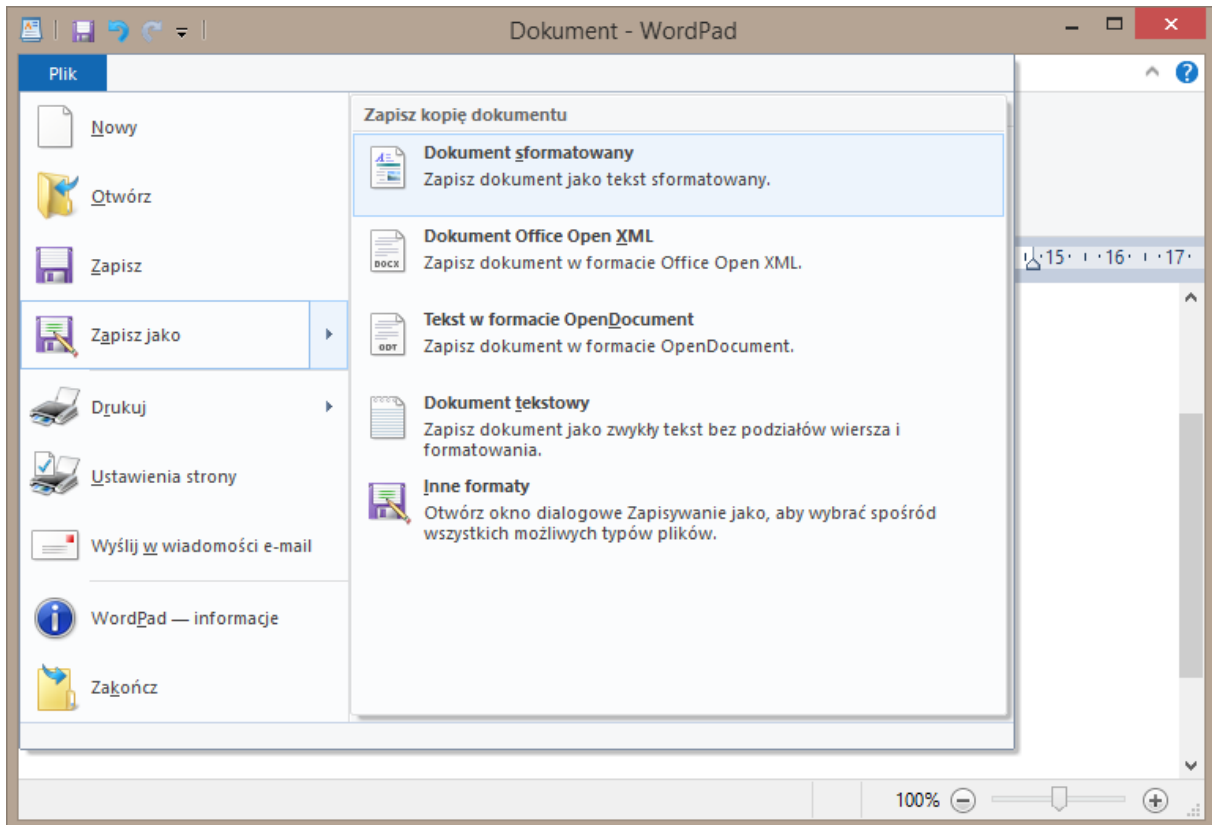 Dokument - WordPad
Plik
Nowy
Otwórz
Zapisz
Zapisz jako
Drukuj
Ustawienia strony
Wyślij w wiadomości e-mail
WordPad — informacje
Zakończ
Zapisz kopię dokumentu
Dokument sformatowany
Zapisz dokument jako tekst sformatowany.
Dokument Office Open XML
DOCX
Zapisz dokument w formacie Office Open XML.
Tekst w formacie OpenDocument
ODT
Zapisz dokument w formacie OpenDocument.
Dokument tekstowy
Zapisz dokument jako zwykły tekst bez podziałów wiersza i
formatowania.
Inne formaty
Otwórz okno dialogowe Zapisywanie jako, aby wybrać spośród
wszystkich możliwych typów plików.
15 16 17
100%